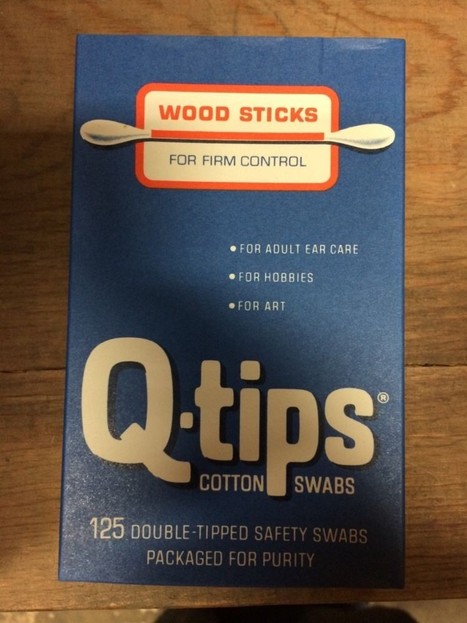 WOOD STICKS
FOR FIRM CONTROL
• FOR ADULT EAR CARE
• FOR HOBBIES
• FOR ART
Q·tips®
COTTON SWABS
125 DOUBLE-TIPPED SAFETY SWABS
PACKAGED FOR PURITY